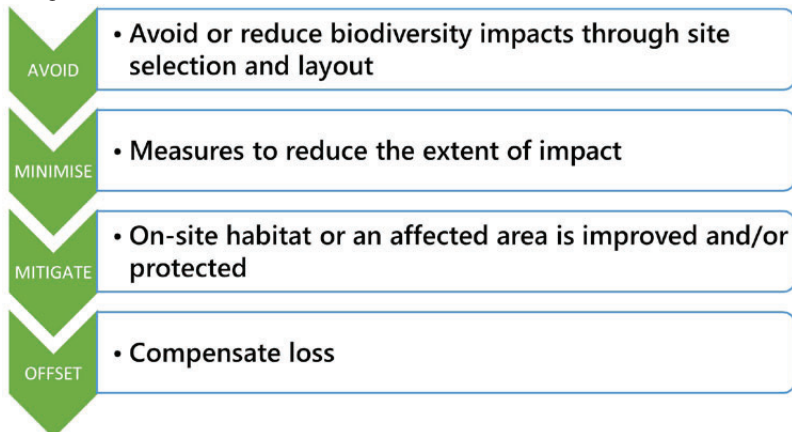 • Avoid or reduce biodiversity impacts through site
selection and layout
AVOID
• Measures to reduce the extent of impact
MINIMISE
• On-site habitat or an affected area is improved and/or
protected
MITIGATE
• Compensate loss
OFFSET